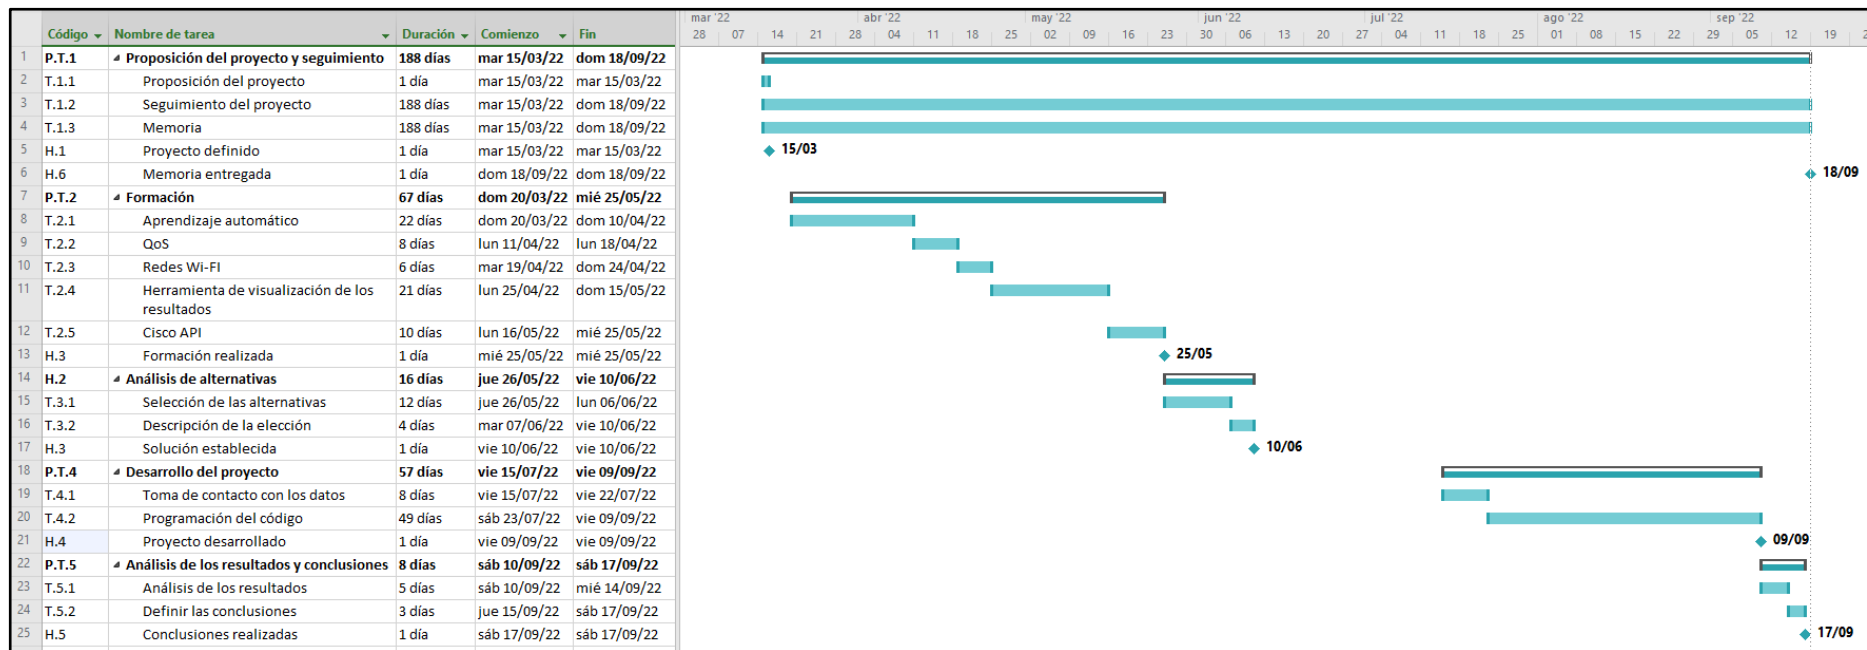 mar '22 abr '22 may '22 jun '22 jul '22 ago '22 sep '22
Código Nombre de tarea Duración Comienzo Fin 28 07 14 21 28 04 11 18 25 02 09 16 23 30 06 13 20 27 04 11 18 25 01 08 15 22 29 05 12 19 2
1 P.T.1 Proposición del proyecto y seguimiento 188 días mar 15/03/22 dom 18/09/22
2 T.1.1 Proposición del proyecto 1 día mar 15/03/22 mar 15/03/22
3 T.1.2 Seguimiento del proyecto 188 días mar 15/03/22 dom 18/09/22
4 T.1.3 Memoria 188 días mar 15/03/22 dom 18/09/22
5 H.1 Proyecto definido 1 día mar 15/03/22 mar 15/03/22 15/03
6 H.6 Memoria entregada 1 día dom 18/09/22 dom 18/09/22 18/09
7 P.T.2 Formación 67 días dom 20/03/22 mié 25/05/22
8 T.2.1 Aprendizaje automático 22 días dom 20/03/22 dom 10/04/22
9 T.2.2 QoS 8 días lun 11/04/22 lun 18/04/22
10 T.2.3 Redes Wi-FI 6 días mar 19/04/22 dom 24/04/22
11 T.2.4 Herramienta de visualización de los 21 días lun 25/04/22 dom 15/05/22
resultados
12 T.2.5 Cisco API 10 días lun 16/05/22 mié 25/05/22
13 H.3 Formación realizada 1 día mié 25/05/22 mié 25/05/22 25/05
14 H.2 Análisis de alternativas 16 días jue 26/05/22 vie 10/06/22
15 T.3.1 Selección de las alternativas 12 días jue 26/05/22 lun 06/06/22
16 T.3.2 Descripción de la elección 4 días mar 07/06/22 vie 10/06/22
17 H.3 Solución establecida 1 día vie 10/06/22 vie 10/06/22 10/06
18 P.T.4 Desarrollo del proyecto 57 días vie 15/07/22 vie 09/09/22
19 T.4.1 Toma de contacto con los datos 8 días vie 15/07/22 vie 22/07/22
20 T.4.2 Programación del código 49 días sáb 23/07/22 vie 09/09/22
21 H.4 Proyecto desarrollado 1 día vie 09/09/22 vie 09/09/22 09/09
22 P.T.5 Análisis de los resultados y conclusiones 8 días sáb 10/09/22 sáb 17/09/22
23 T.5.1 Análisis de los resultados 5 días sáb 10/09/22 mié 14/09/22
24 T.5.2 Definir las conclusiones 3 días jue 15/09/22 sáb 17/09/22
25 H.5 Conclusiones realizadas 1 día sáb 17/09/22 sáb 17/09/22 17/09